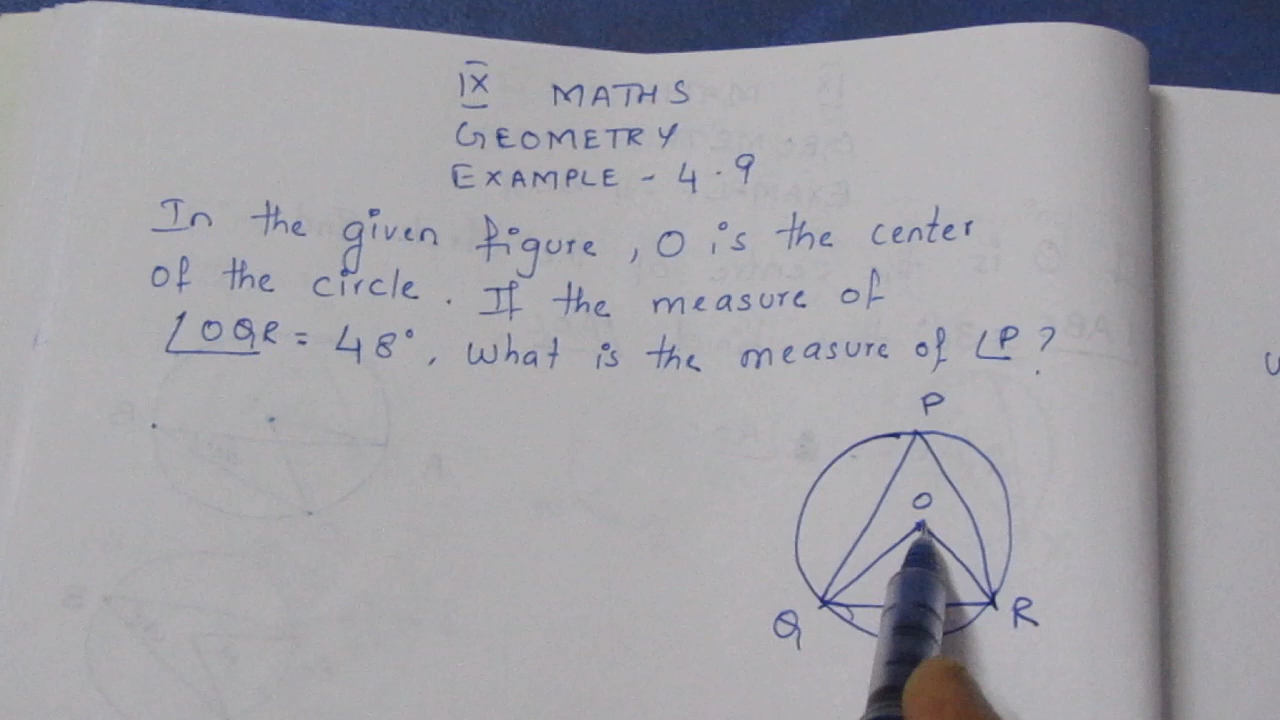 IX MATHS
GEOMETRY
EXAMPLE - 4.9
In the given figure, O is the center
of the circle. If the measure of
∠OQR = 48°, what is the measure of ∠P?
P
O
Q
R